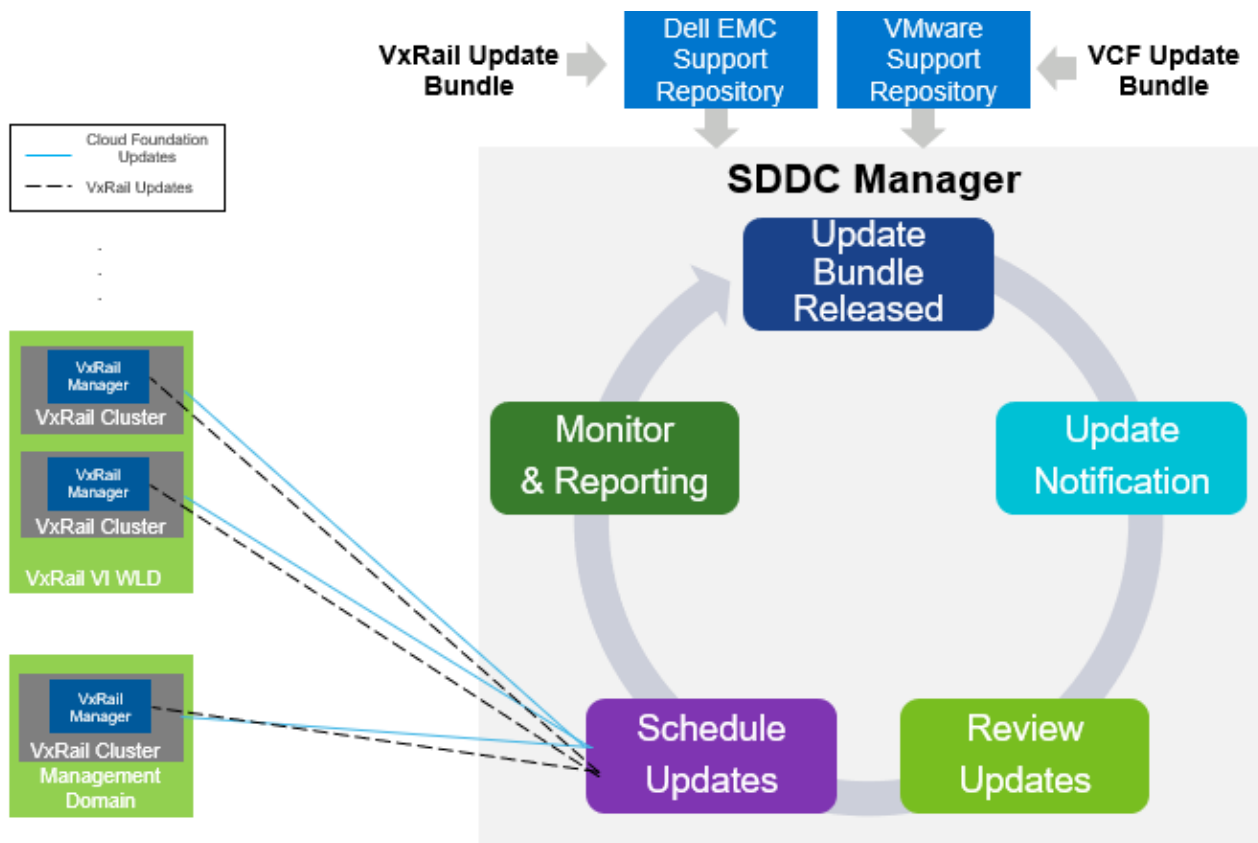 VxRail Update
Bundle
Dell EMC
Support
Repository
VMware
Support
Repository
VCF Update
Bundle
Cloud Foundation
Updates
VxRail Updates
SDDC Manager
Update
Bundle
Released
Update
Notification
Review
Updates
Schedule
Updates
Monitor
& Reporting
VxRail
Manager
VxRail Cluster
VxRail
Manager
VxRail Cluster
VxRail VI WLD
VxRail
Manager
VxRail Cluster
Management
Domain